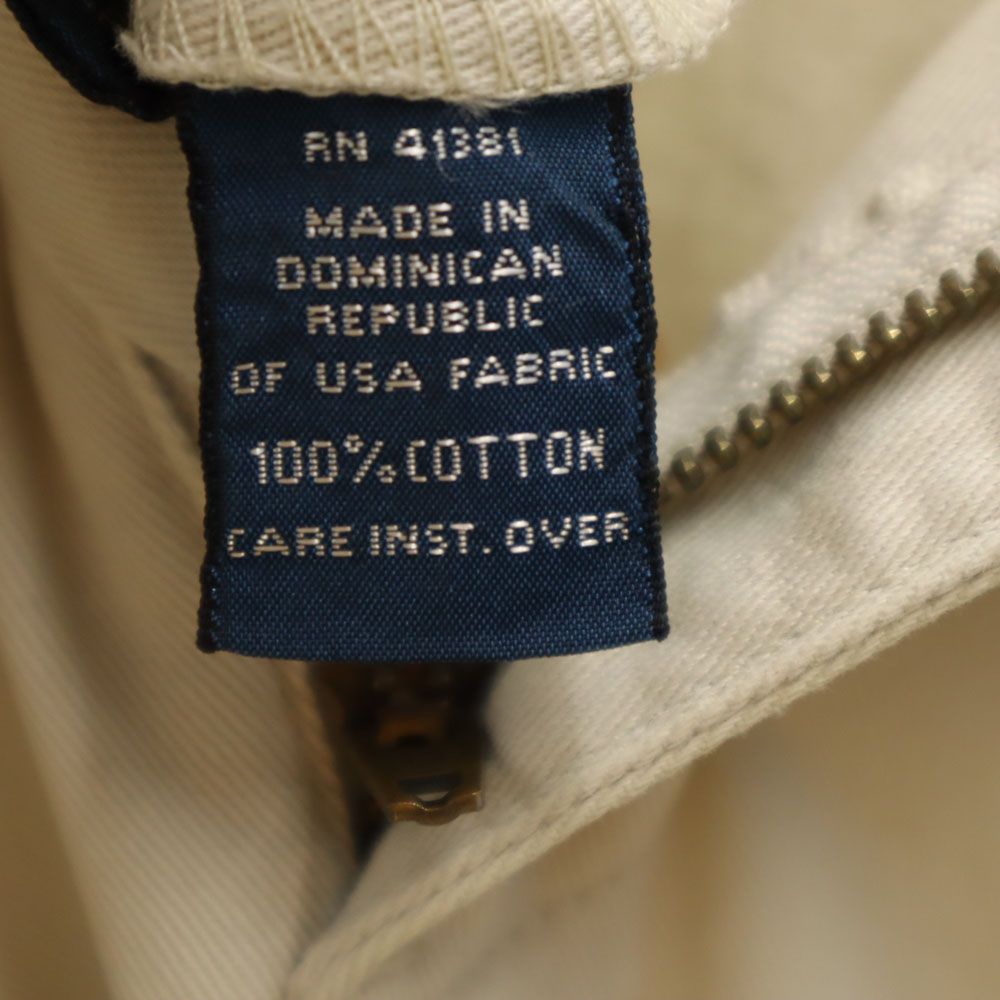 RN 41381
MADE IN
DOMINICAN
REPUBLIC
OF USA FABRIC
100% COTTON
CARE INST. OVER